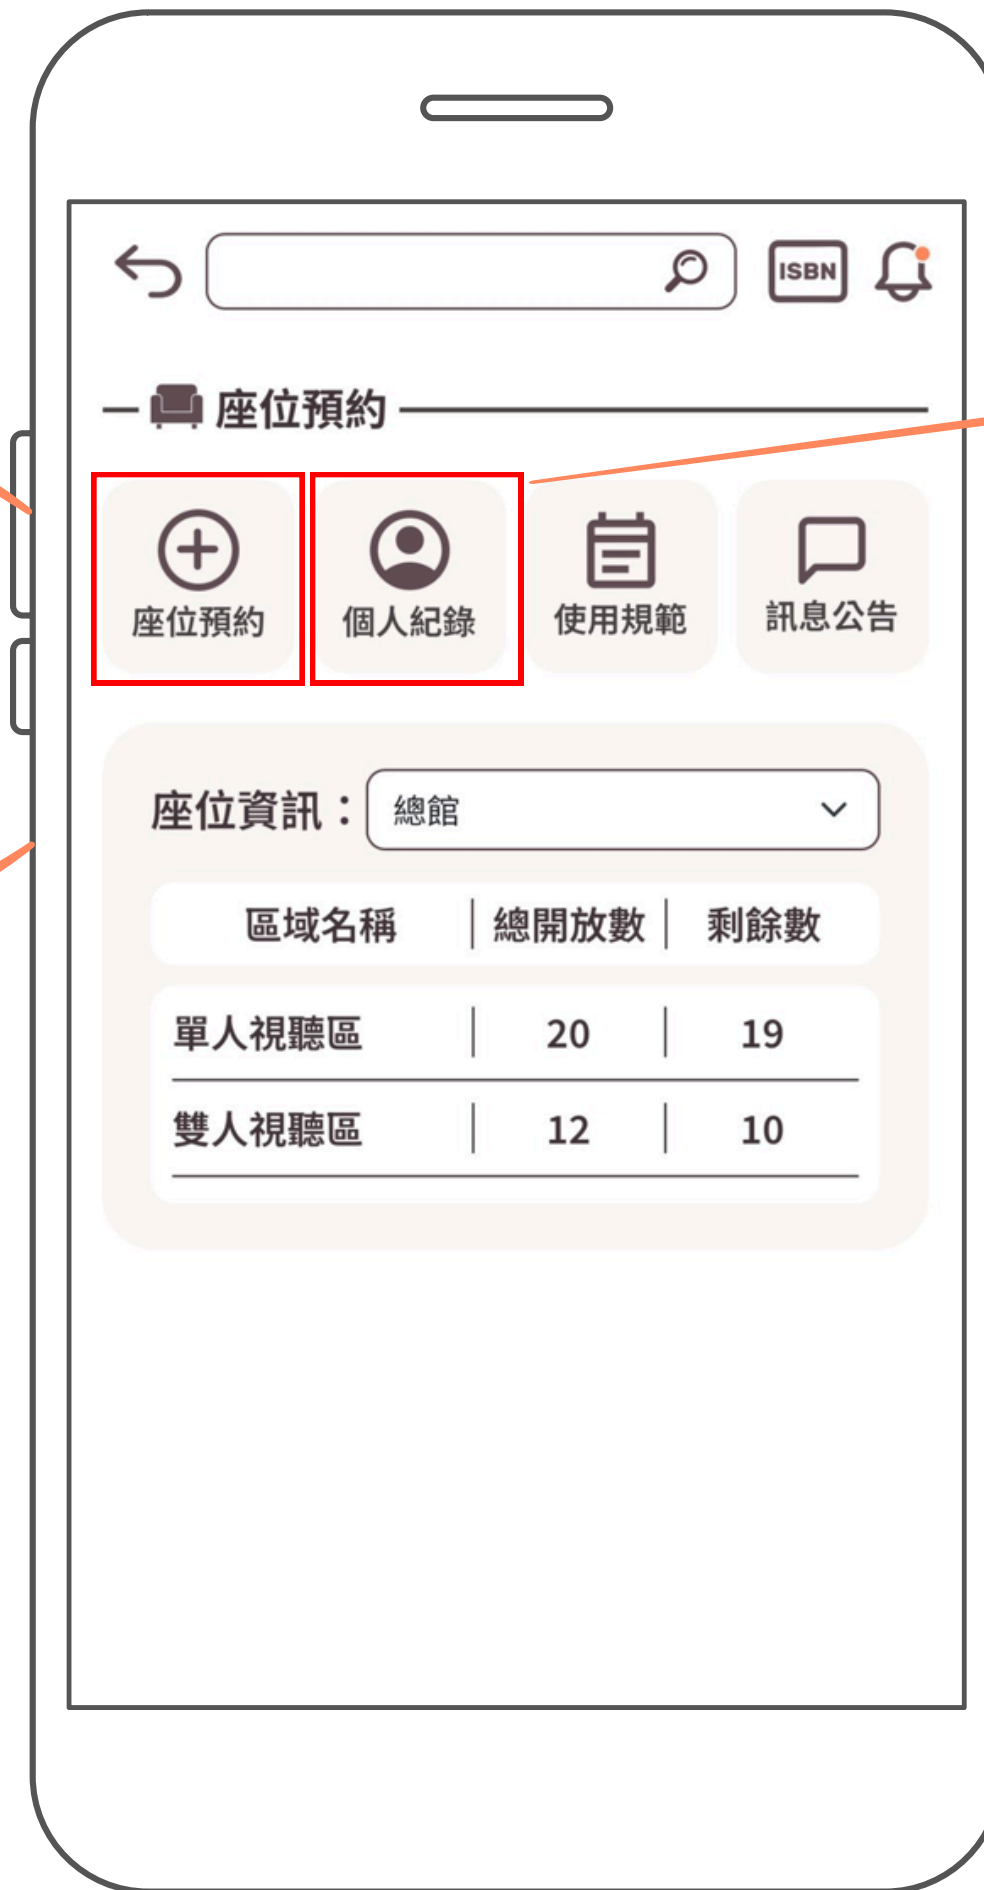 ISBN
座位預約
座位預約 個人紀錄 使用規範 訊息公告
座位資訊： 總館
區域名稱 總開放數 剩餘數
單人視聽區 20 19
雙人視聽區 12 10